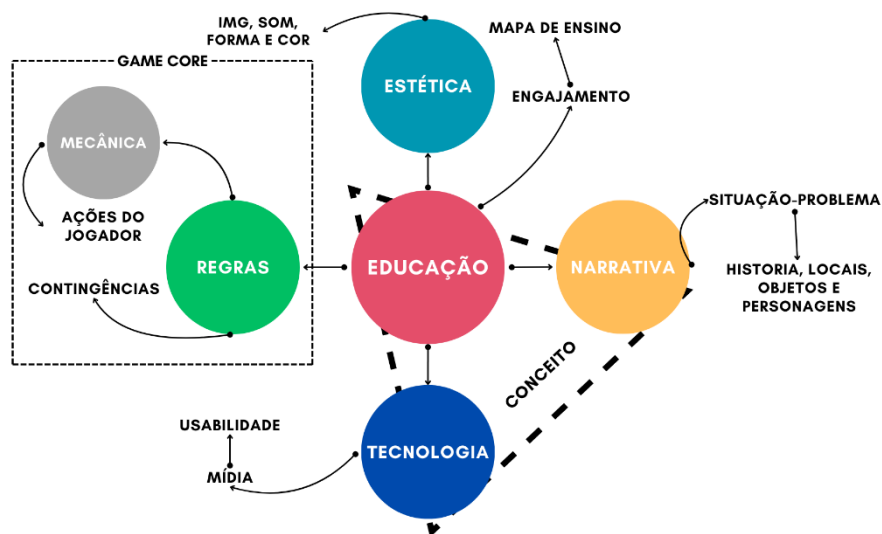 IMG, SOM,
FORMA E COR
MAPA DE ENSINO
GAME CORE
ESTÉTICA
ENGAJAMENTO
MECÂNICA
SITUAÇÃO-PROBLEMA
AÇÕES DO
JOGADOR
REGRAS
EDUCAÇÃO
NARRATIVA
HISTORIA, LOCAIS,
OBJETOS E
PERSONAGENS
CONTINGÊNCIAS
CONCEITO
USABILIDADE
TECNOLOGIA
MÍDIA